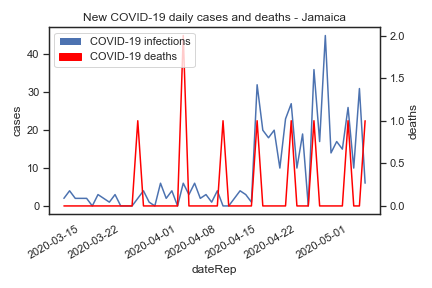 New COVID-19 daily cases and deaths - Jamaica
COVID-19 infections
COVID-19 deaths
cases
40
30
20
10
0
deaths
2.0
1.5
1.0
0.5
0.0
2020-03-15
2020-03-22
2020-04-01
2020-04-08
2020-04-15
2020-04-22
2020-05-01
dateRep